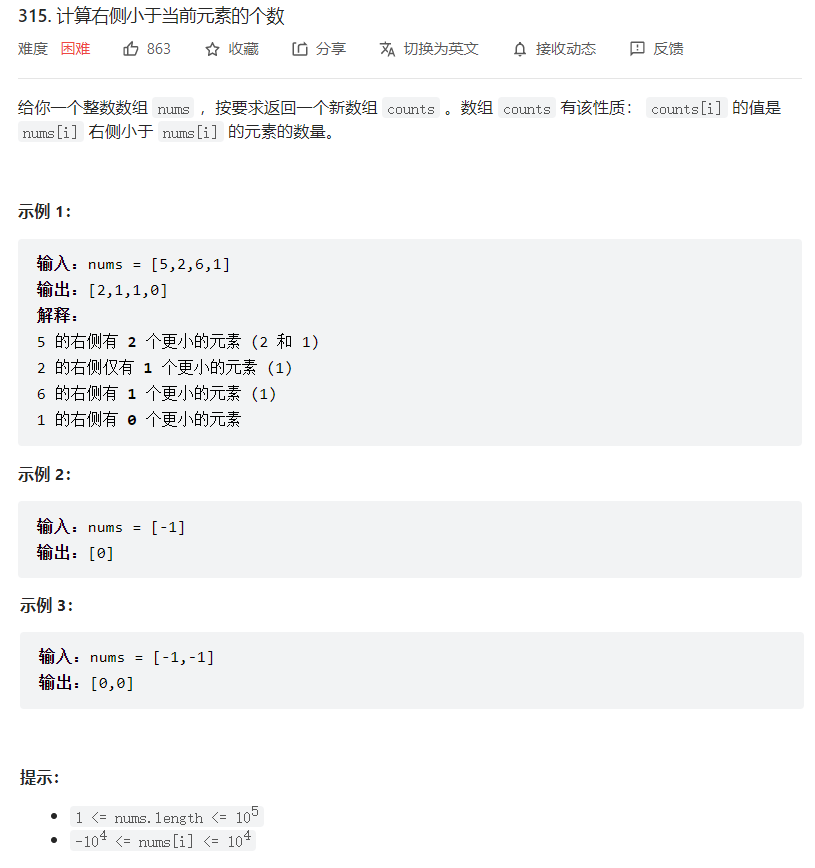 315. 计算右侧小于当前元素的个数
难度 困难 863 收藏 分享 切换为英文 接收动态 反馈
给你一个整数数组 nums ，按要求返回一个新数组 counts 。数组 counts 有该性质： counts[i] 的值是
nums[i] 右侧小于 nums[i] 的元素的数量。
示例 1：
输入：nums = [5,2,6,1]
输出：[2,1,1,0]
解释：
5 的右侧有 2 个更小的元素 (2 和 1)
2 的右侧仅有 1 个更小的元素 (1)
6 的右侧有 1 个更小的元素 (1)
1 的右侧有 0 个更小的元素
示例 2：
输入：nums = [-1]
输出：[0]
示例 3：
输入：nums = [-1,-1]
输出：[0,0]
提示：
• 1 <= nums.length <= 10⁵
• -10⁴ <= nums[i] <= 10⁴